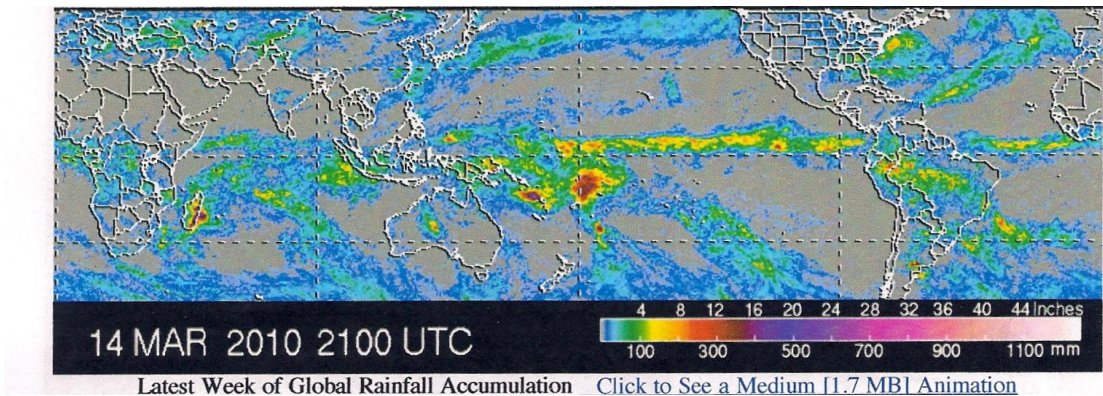 4 8 12 16 20 24 28 32 36 40 44 Inches
14 MAR 2010 2100 UTC
100 300 500 700 900 1100 mm
Latest Week of Global Rainfall Accumulation Click to See a Medium [1.7 MB] Animation